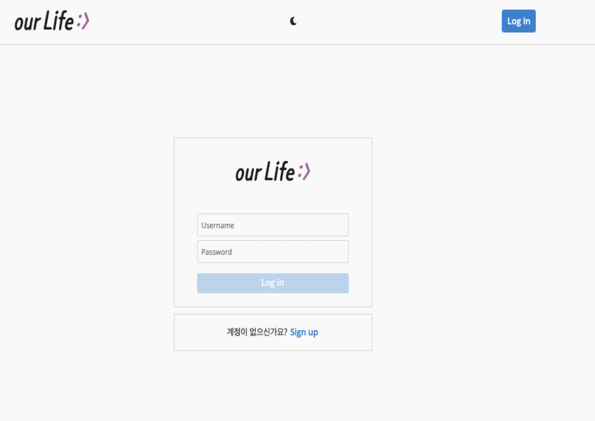 our Life :>
Log In
our Life :>
Username
Password
Log in
계정이 없으신가요? Sign up